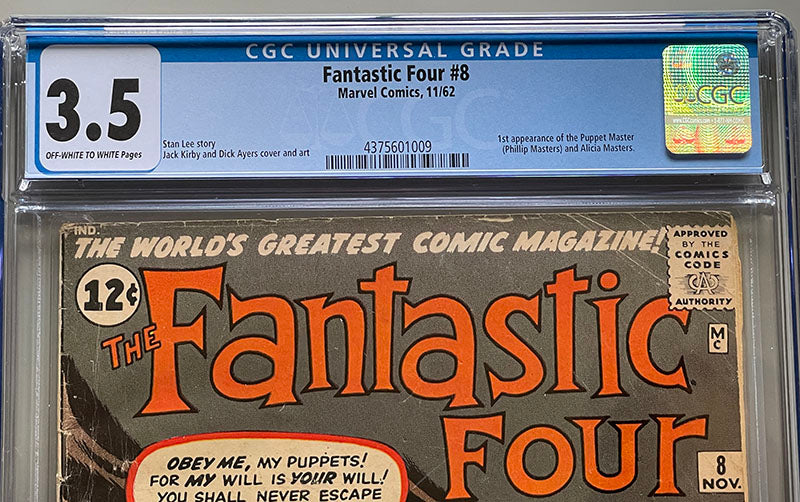 CGC UNIVERSAL GRADE
3.5
OFF-WHITE TO WHITE Pages
Fantastic Four #8
Marvel Comics, 11/62
Stan Lee story
Jack Kirby and Dick Ayers cover and art
4375601009
1st appearance of the Puppet Master
(Phillip Masters) and Alicia Masters.
CGC
IND.
THE WORLD'S GREATEST COMIC MAGAZINE!
12¢
APPROVED
BY THE
COMICS
CODE
CAC
AUTHORITY
THE
FANTASTIC
FOUR
MC
8
NOV.
OBEY ME, MY PUPPETS!
FOR MY WILL IS YOUR WILL!
YOU SHALL NEVER ESCAPE